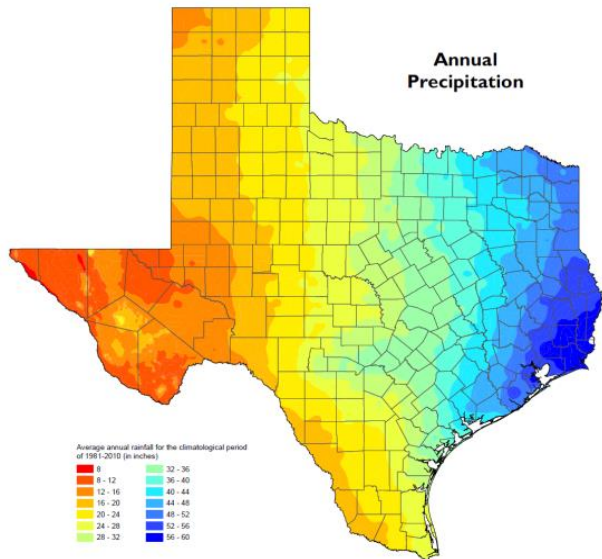 Annual
Precipitation
Average annual rainfall for the climatological period
of 1981-2010 (in inches)
8
8 - 12
12 - 16
16 - 20
20 - 24
24 - 28
28 - 32
32 - 36
36 - 40
40 - 44
44 - 48
48 - 52
52 - 56
56 - 60